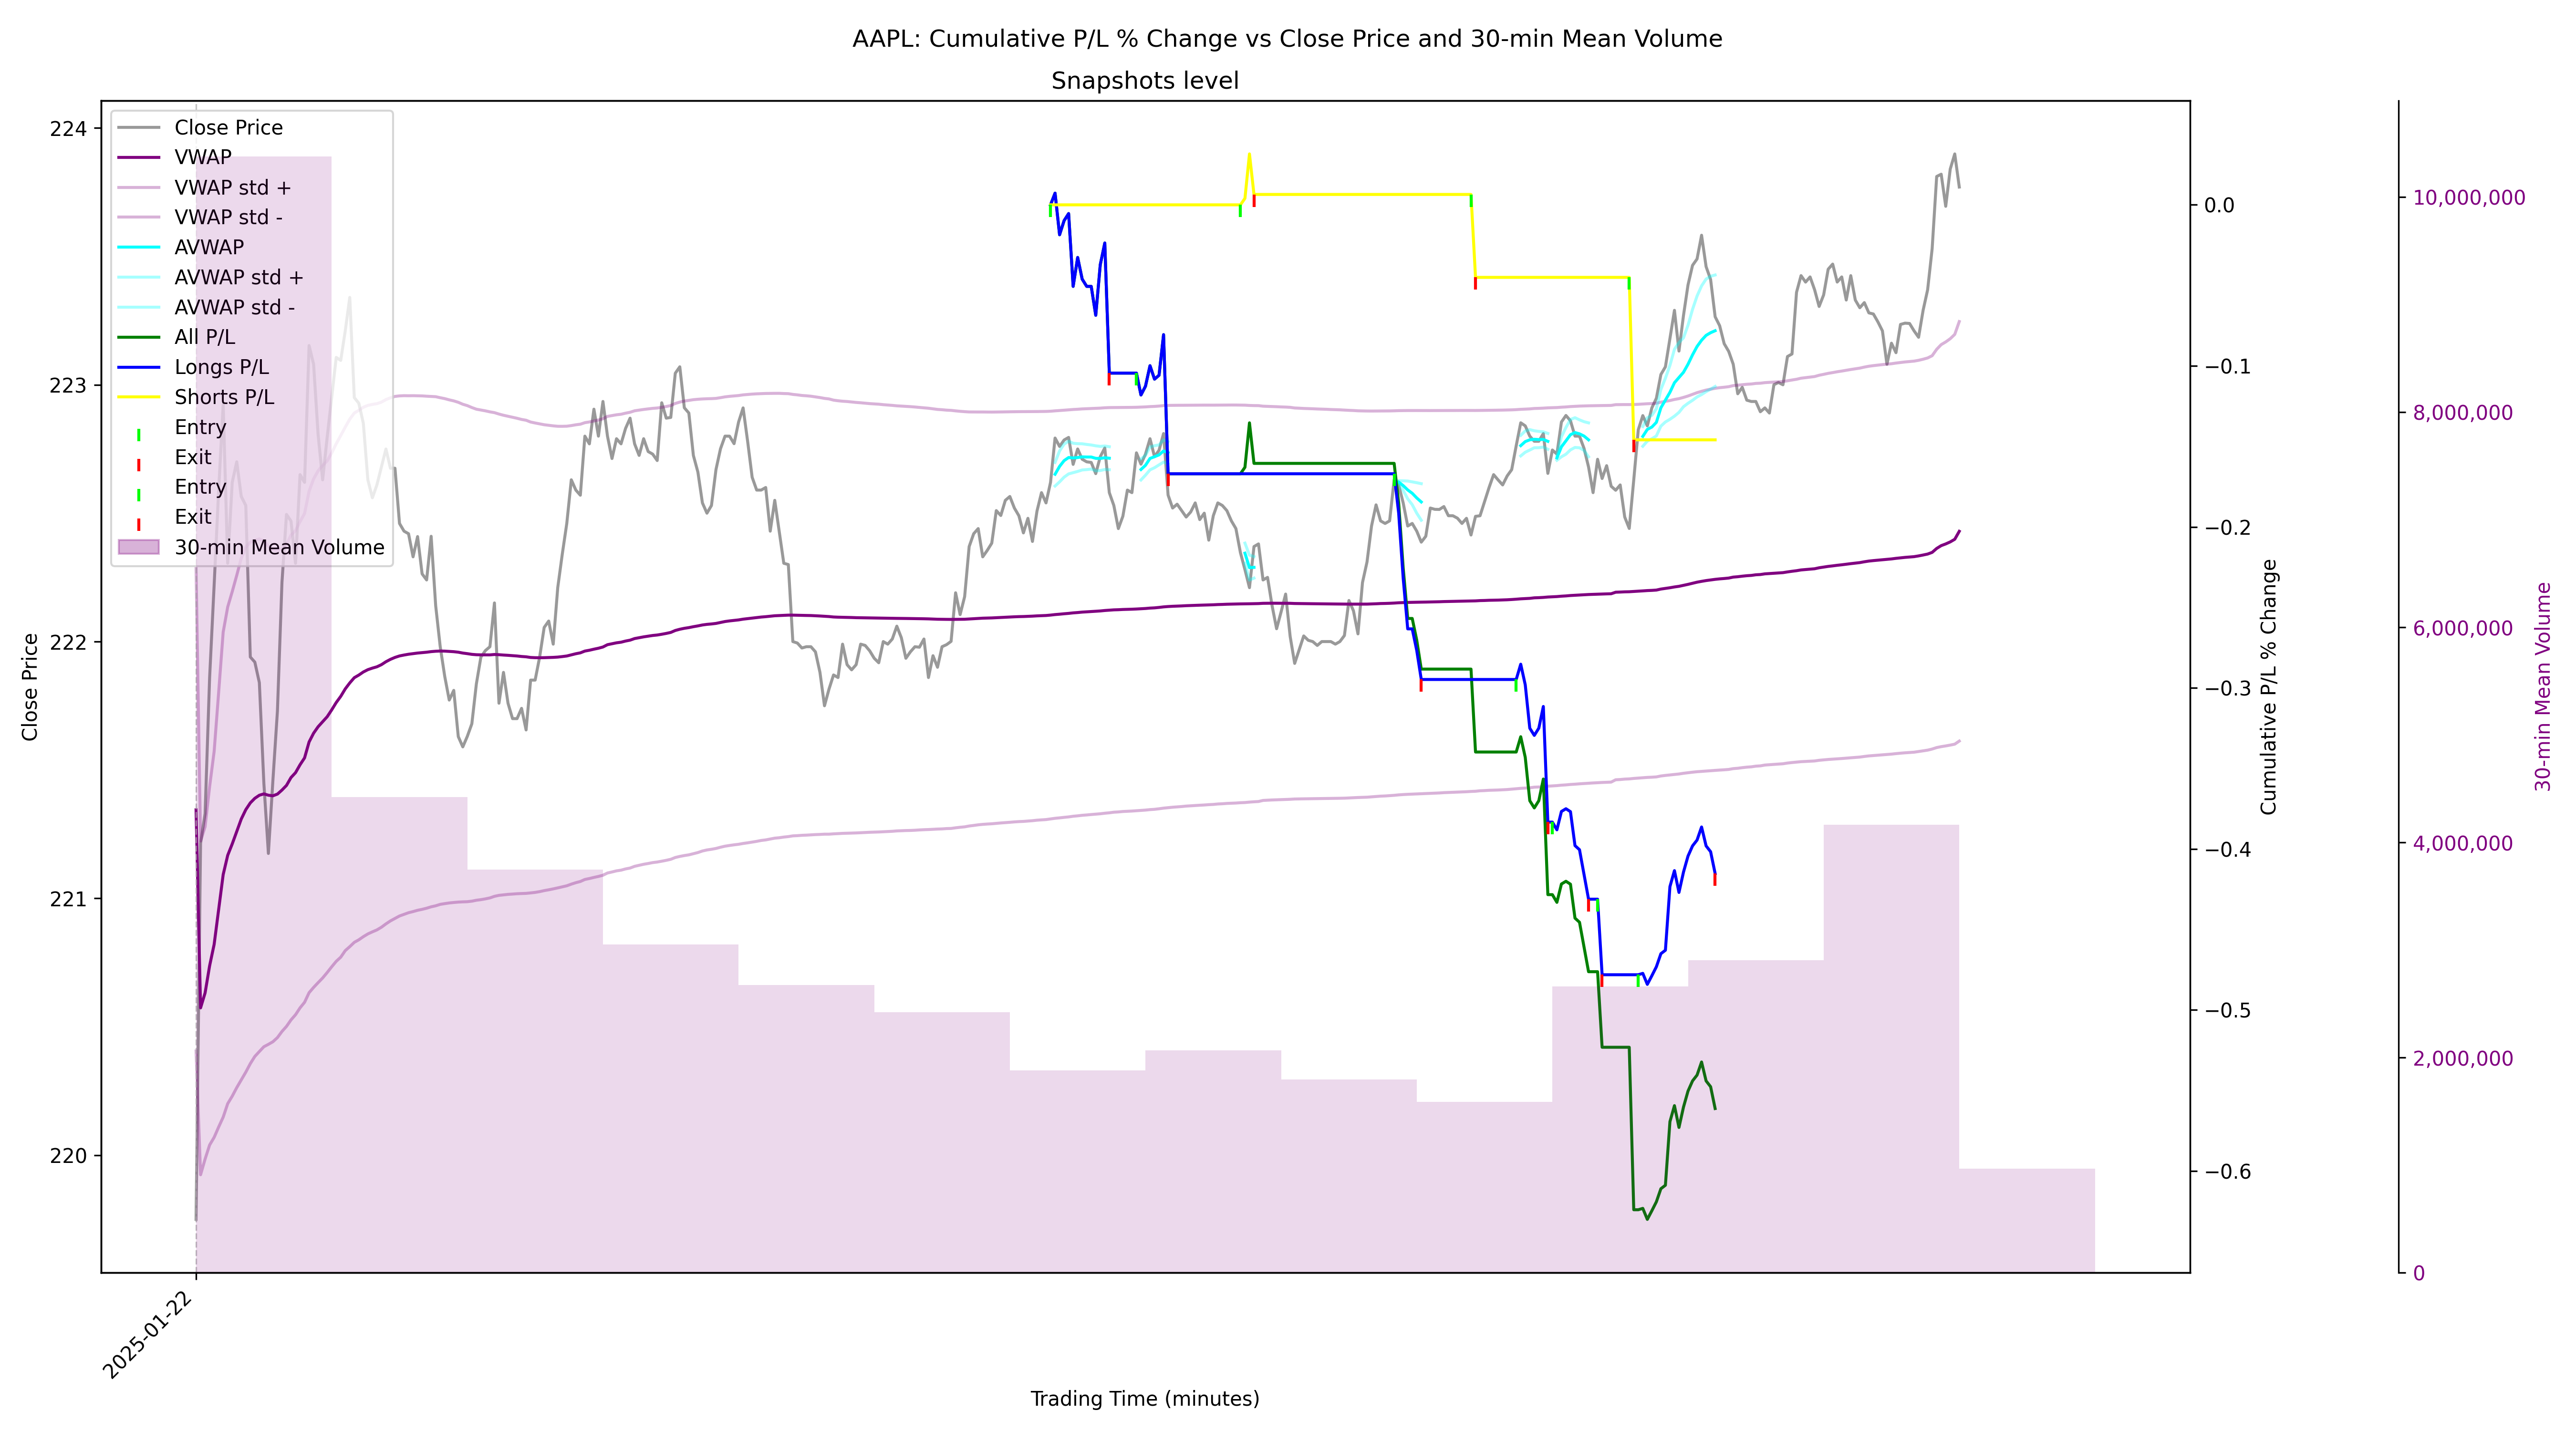 AAPL: Cumulative P/L % Change vs Close Price and 30-min Mean Volume
Snapshots level
Close Price
VWAP
VWAP std +
VWAP std -
AVWAP
AVWAP std +
AVWAP std -
All P/L
Longs P/L
Shorts P/L
Entry
Exit
Entry
Exit
30-min Mean Volume
224
223
222
221
220
Close Price
0.0
−0.1
−0.2
−0.3
−0.4
−0.5
−0.6
Cumulative P/L % Change
10,000,000
8,000,000
6,000,000
4,000,000
2,000,000
0
30-min Mean Volume
2025-01-22
Trading Time (minutes)